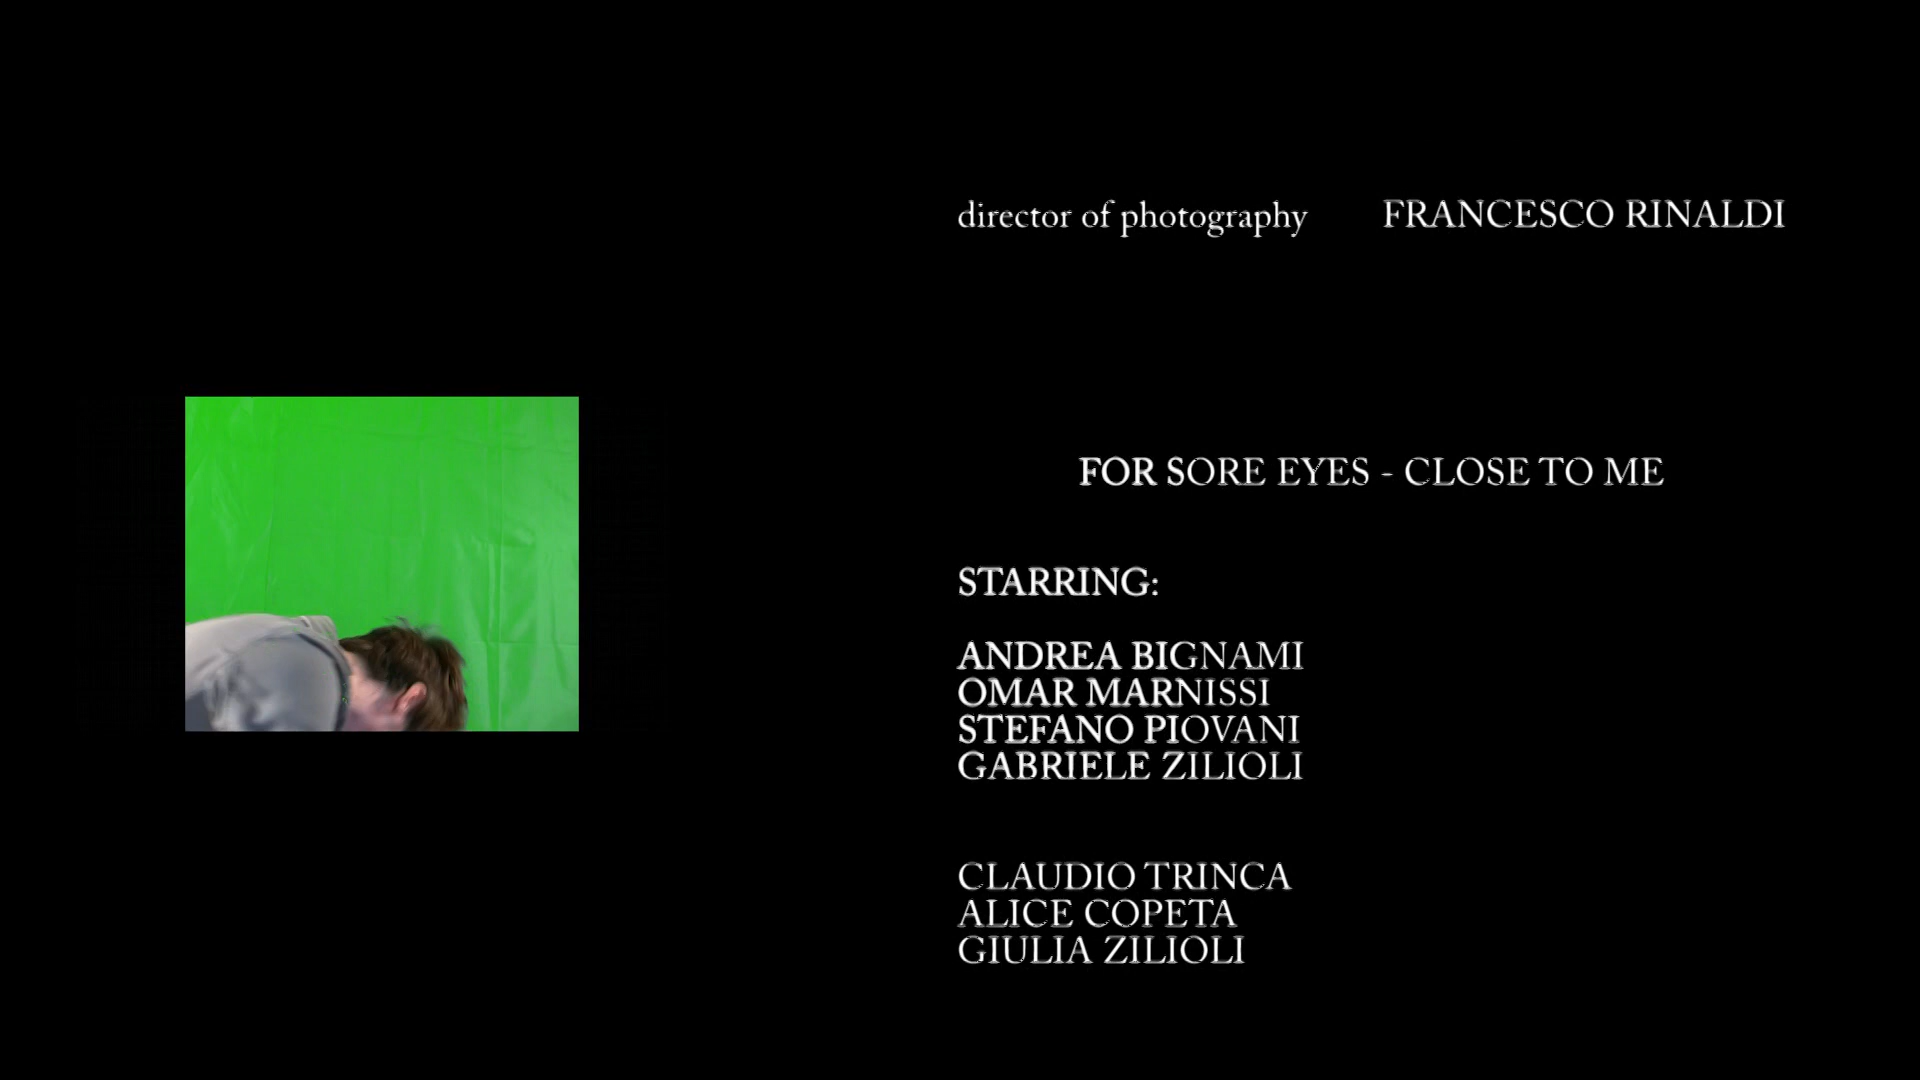 director of photography FRANCESCO RINALDI
FOR SORE EYES - CLOSE TO ME
STARRING:
ANDREA BIGNAMI
OMAR MARNISSI
STEFANO PIOVANI
GABRIELE ZILIOLI
CLAUDIO TRINCA
ALICE COPETA
GIULIA ZILIOLI